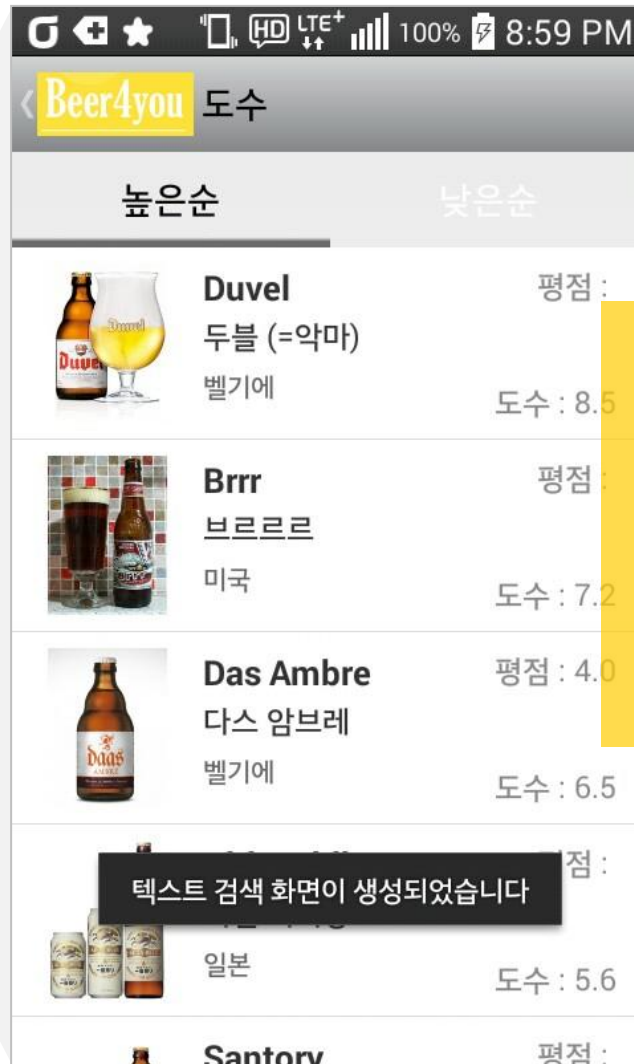 HD LTE+ 100% 8:59 PM
Beer4you 도수
높은순 낮은순
Duvel 평점 :
두블 (=악마)
벨기에
도수 : 8.5
Brrr 평점 :
브르르르
미국
도수 : 7.2
Das Ambre 평점 : 4.0
다스 암브레
벨기에
도수 : 6.5
점 :
텍스트 검색 화면이 생성되었습니다
일본
도수 : 5.6
Santory 평점 :